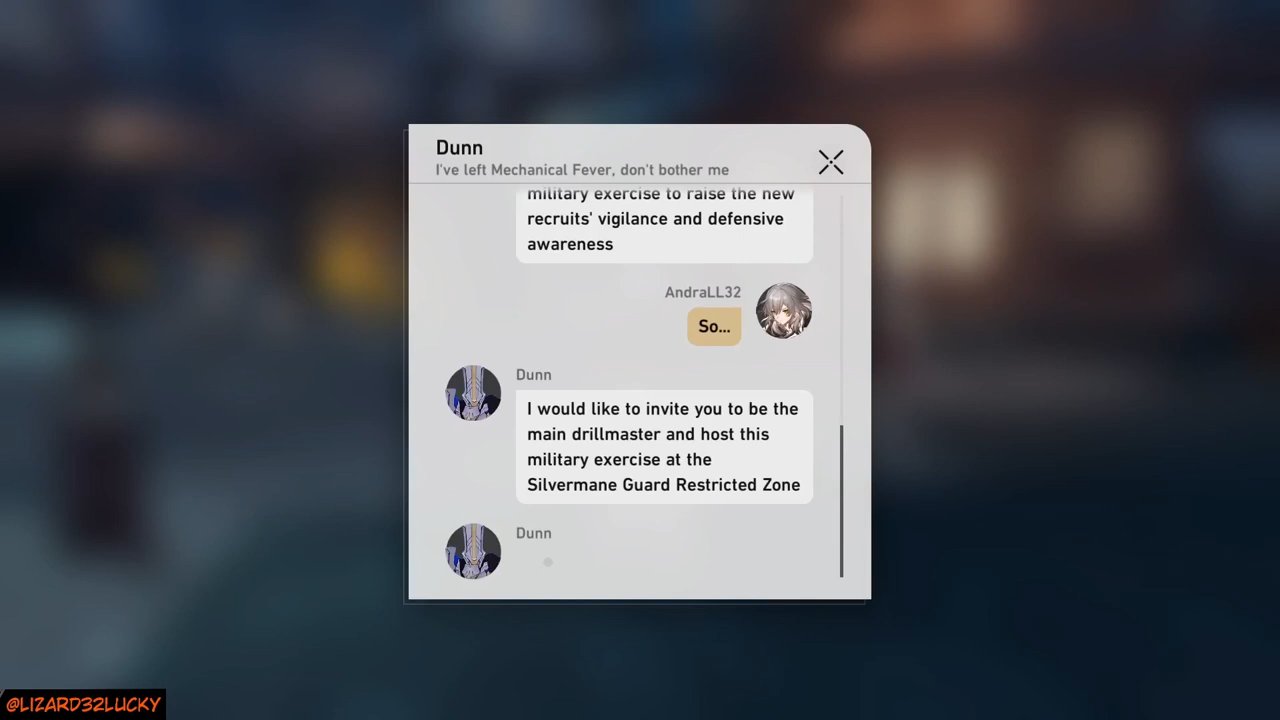 Dunn
I've left Mechanical Fever, don't bother me
military exercise to raise the new
recruits' vigilance and defensive
awareness
AndraLL32
So...
Dunn
I would like to invite you to be the
main drillmaster and host this
military exercise at the
Silvermane Guard Restricted Zone
Dunn
@LIZARD32LUCKY